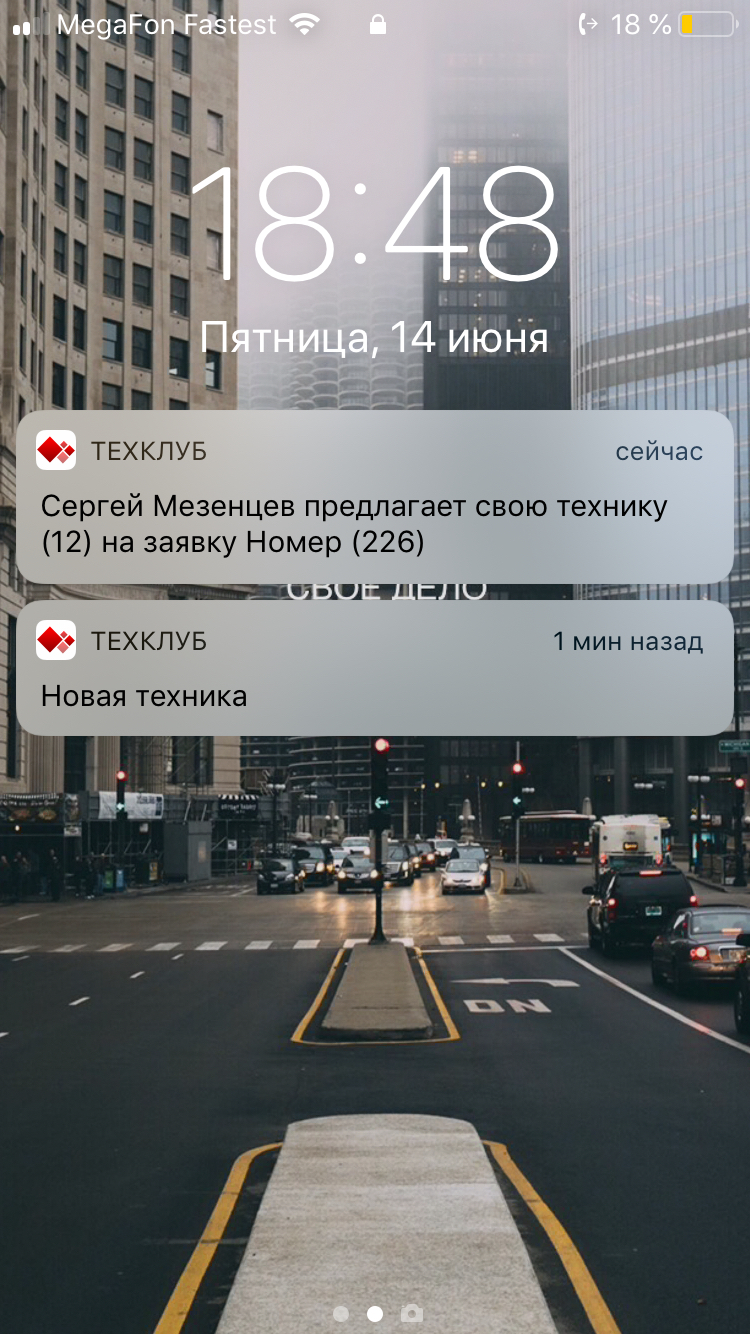 MegaFon Fastest
18 %
18:48
Пятница, 14 июня
ТЕХКЛУБ
сейчас
Сергей Мезенцев предлагает свою технику
(12) на заявку Номер (226)
СВОЕ ДЕЛО
ТЕХКЛУБ
1 мин назад
Новая техника